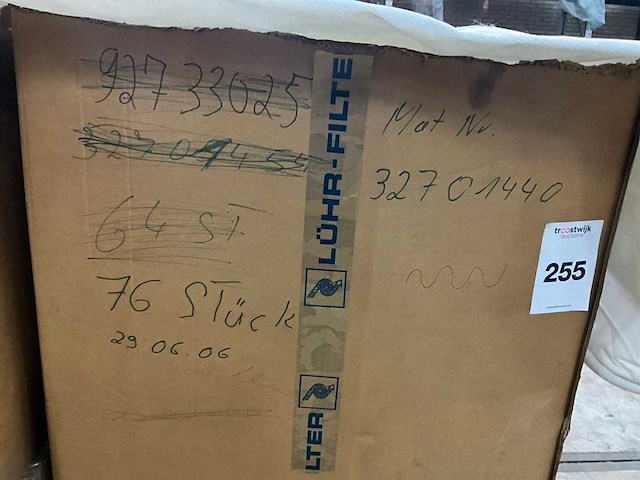 92733025
64 ST
76 STück
29 06.06
LÜHR-FILTE
LTER
Mat Nr.
32701440
troostwijk
auctions
255